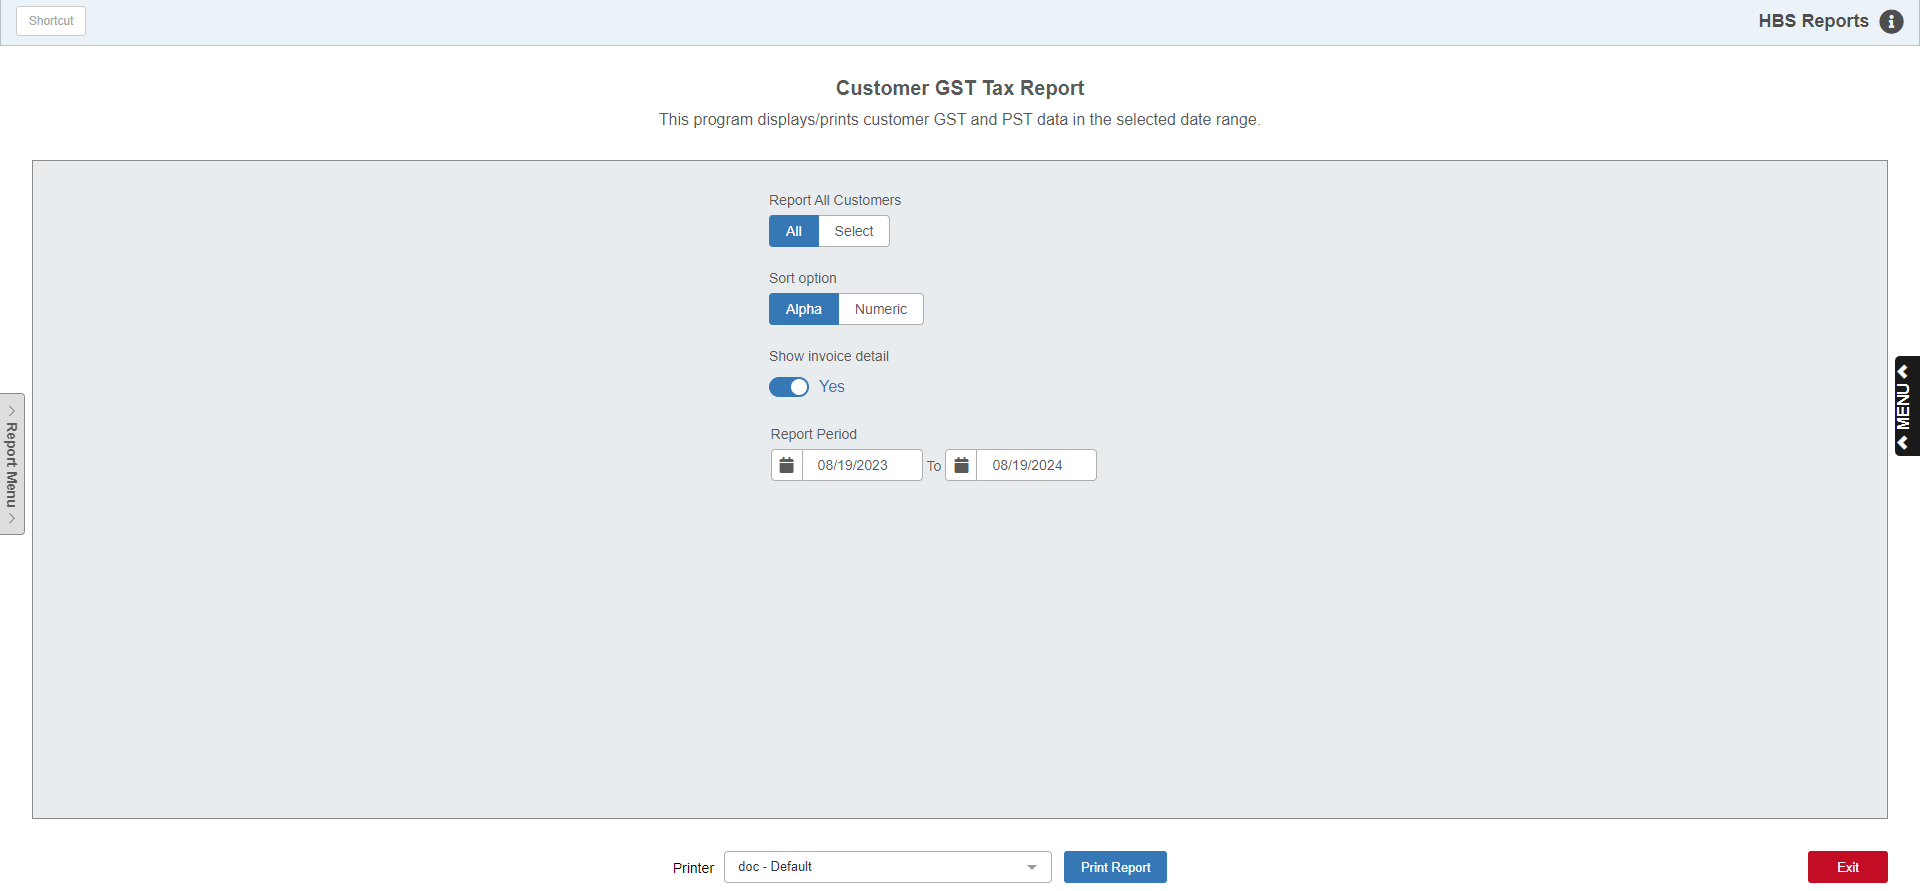 Shortcut
HBS Reports
Customer GST Tax Report
This program displays/prints customer GST and PST data in the selected date range.
Report All Customers
All Select
Sort option
Alpha Numeric
Show invoice detail
Yes
Report Period
08/19/2023 To 08/19/2024
Report Menu
MENU
Printer doc - Default Print Report
Exit